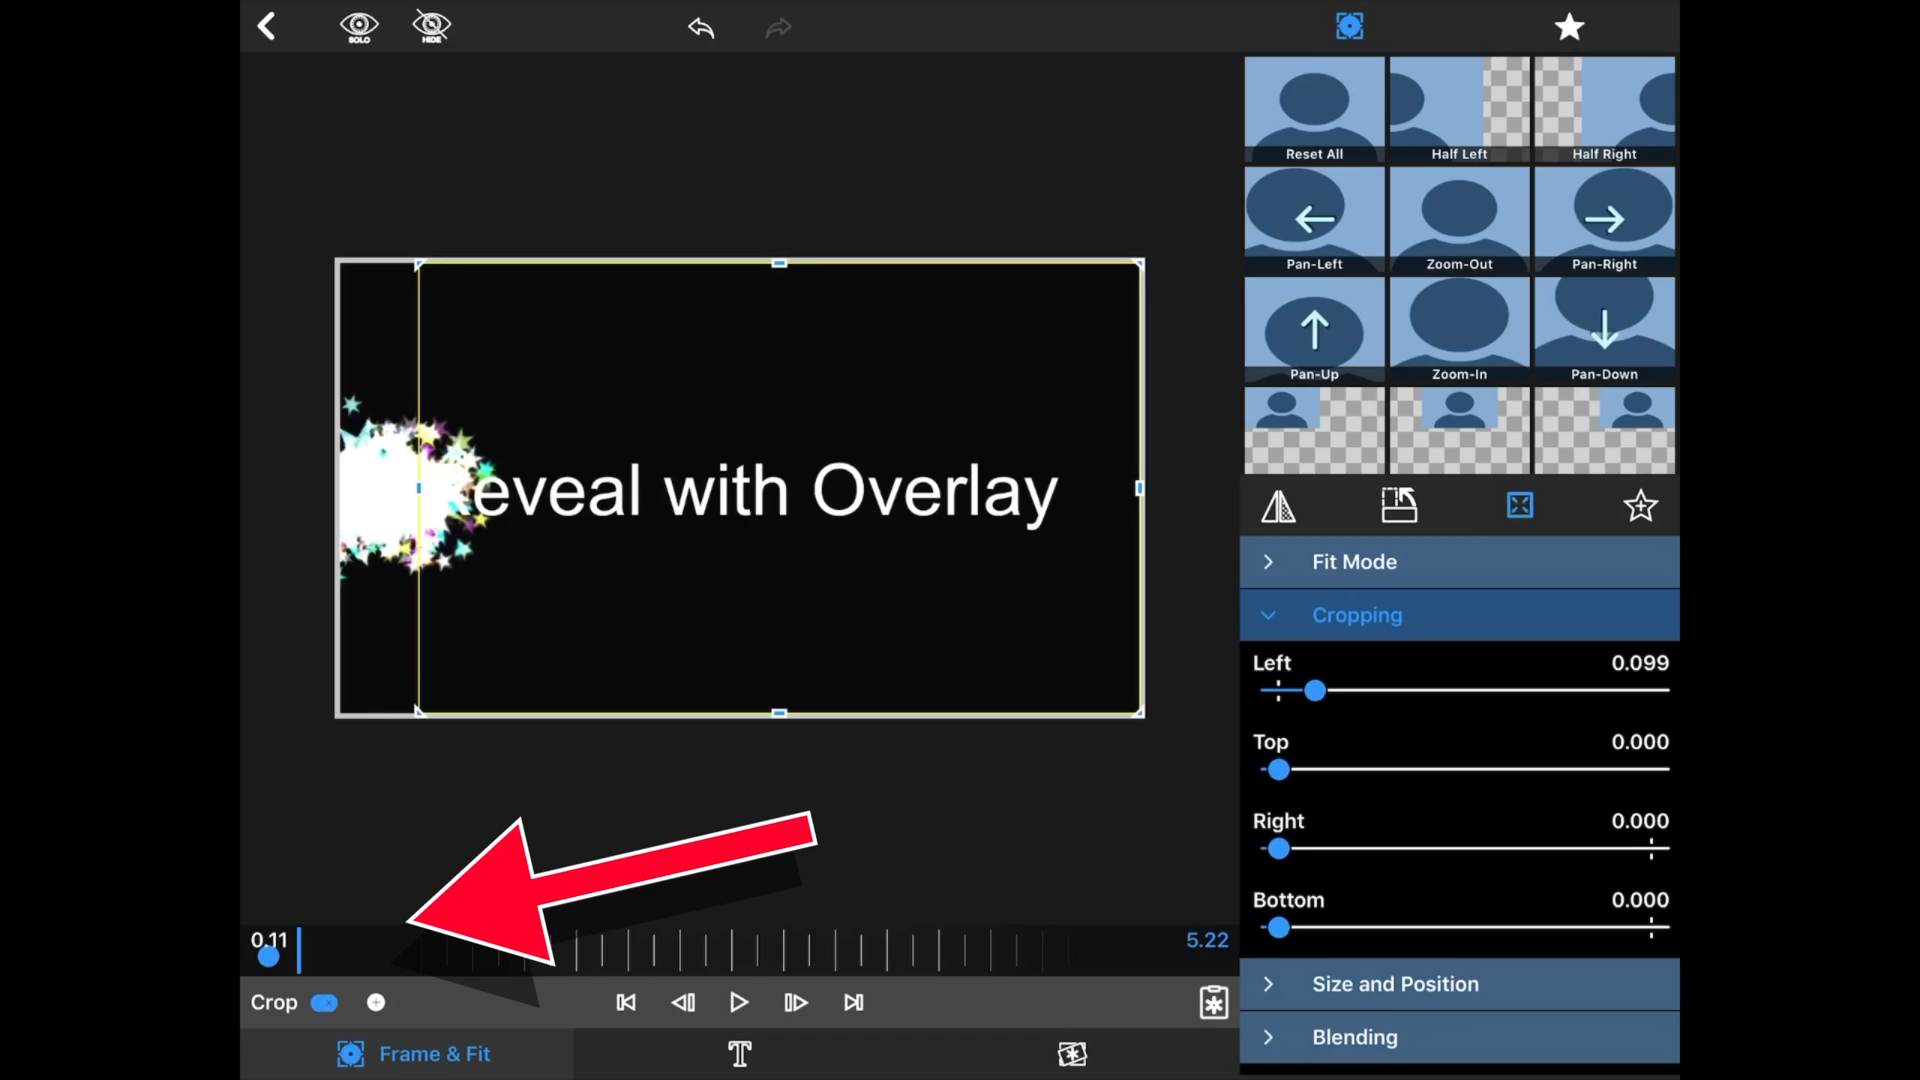 SOLO
HIDE
Reset All
Half Left
Half Right
Pan-Left
Zoom-Out
Pan-Right
Pan-Up
Zoom-In
Pan-Down
eveal with Overlay
Fit Mode
Cropping
Left 0.099
Top 0.000
Right 0.000
Bottom 0.000
Size and Position
Blending
0.11
5.22
Crop
Frame & Fit